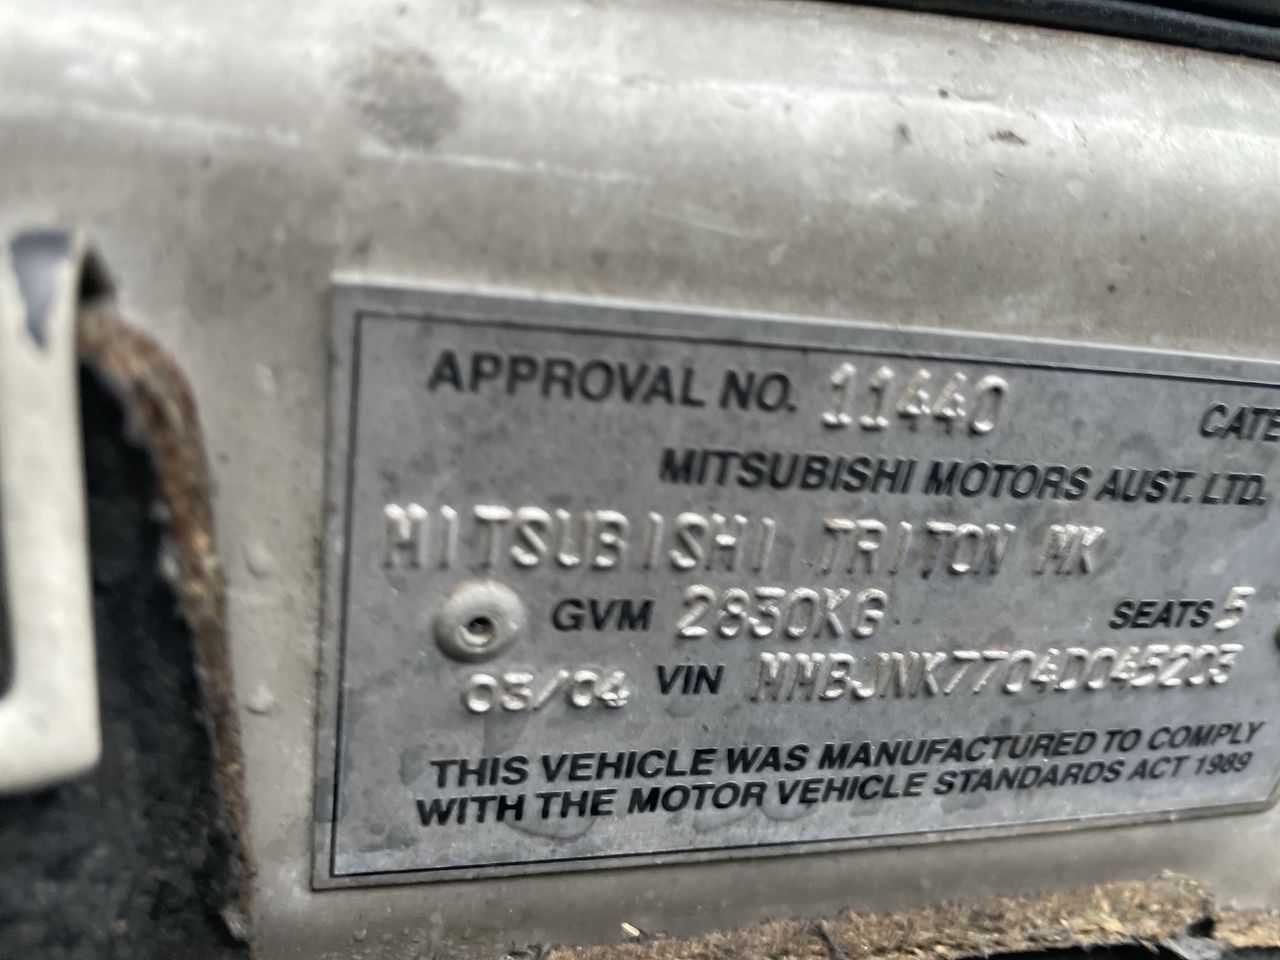 APPROVAL NO. 11440 CATE
MITSUBISHI MOTORS AUST. LTD.
MITSUBISHI TRITON MK
GVM 2830KG SEATS 5
03/04 VIN MMBJNK7704D045203
THIS VEHICLE WAS MANUFACTURED TO COMPLY
WITH THE MOTOR VEHICLE STANDARDS ACT 1989